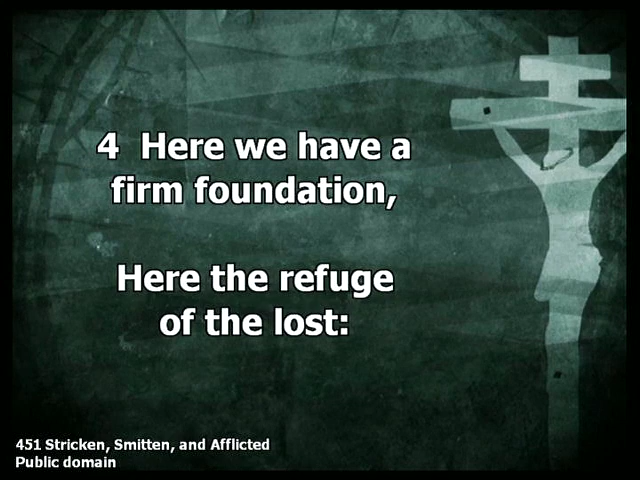 4 Here we have a
firm foundation,
Here the refuge
of the lost:
451 Stricken, Smitten, and Afflicted
Public domain